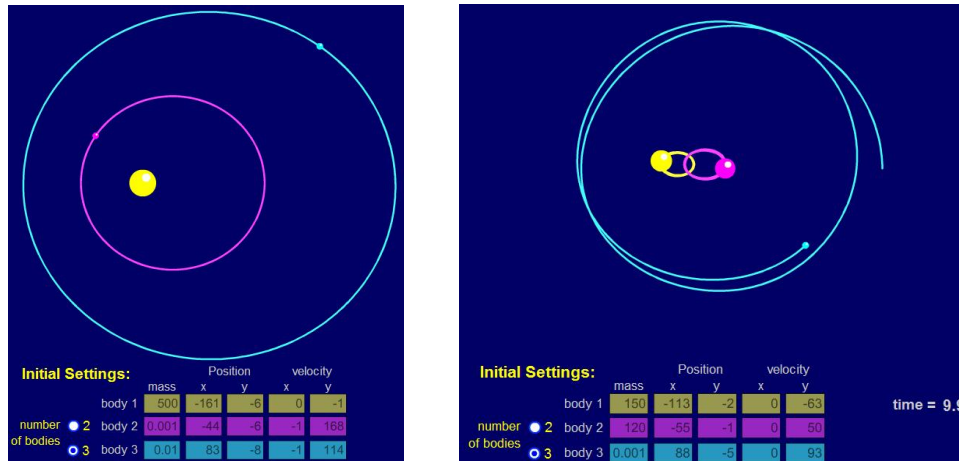 Initial Settings:
Position velocity
mass x y x y
body 1 500 -161 -6 0 -1
number of bodies
2 body 2 0.001 -44 -6 -1 168
3 body 3 0.01 83 -8 -1 114
Initial Settings:
Position velocity
mass x y x y
body 1 150 -113 -2 0 -63
number of bodies
2 body 2 120 -55 -1 0 50
3 body 3 0.001 88 -5 0 93
time = 9.9